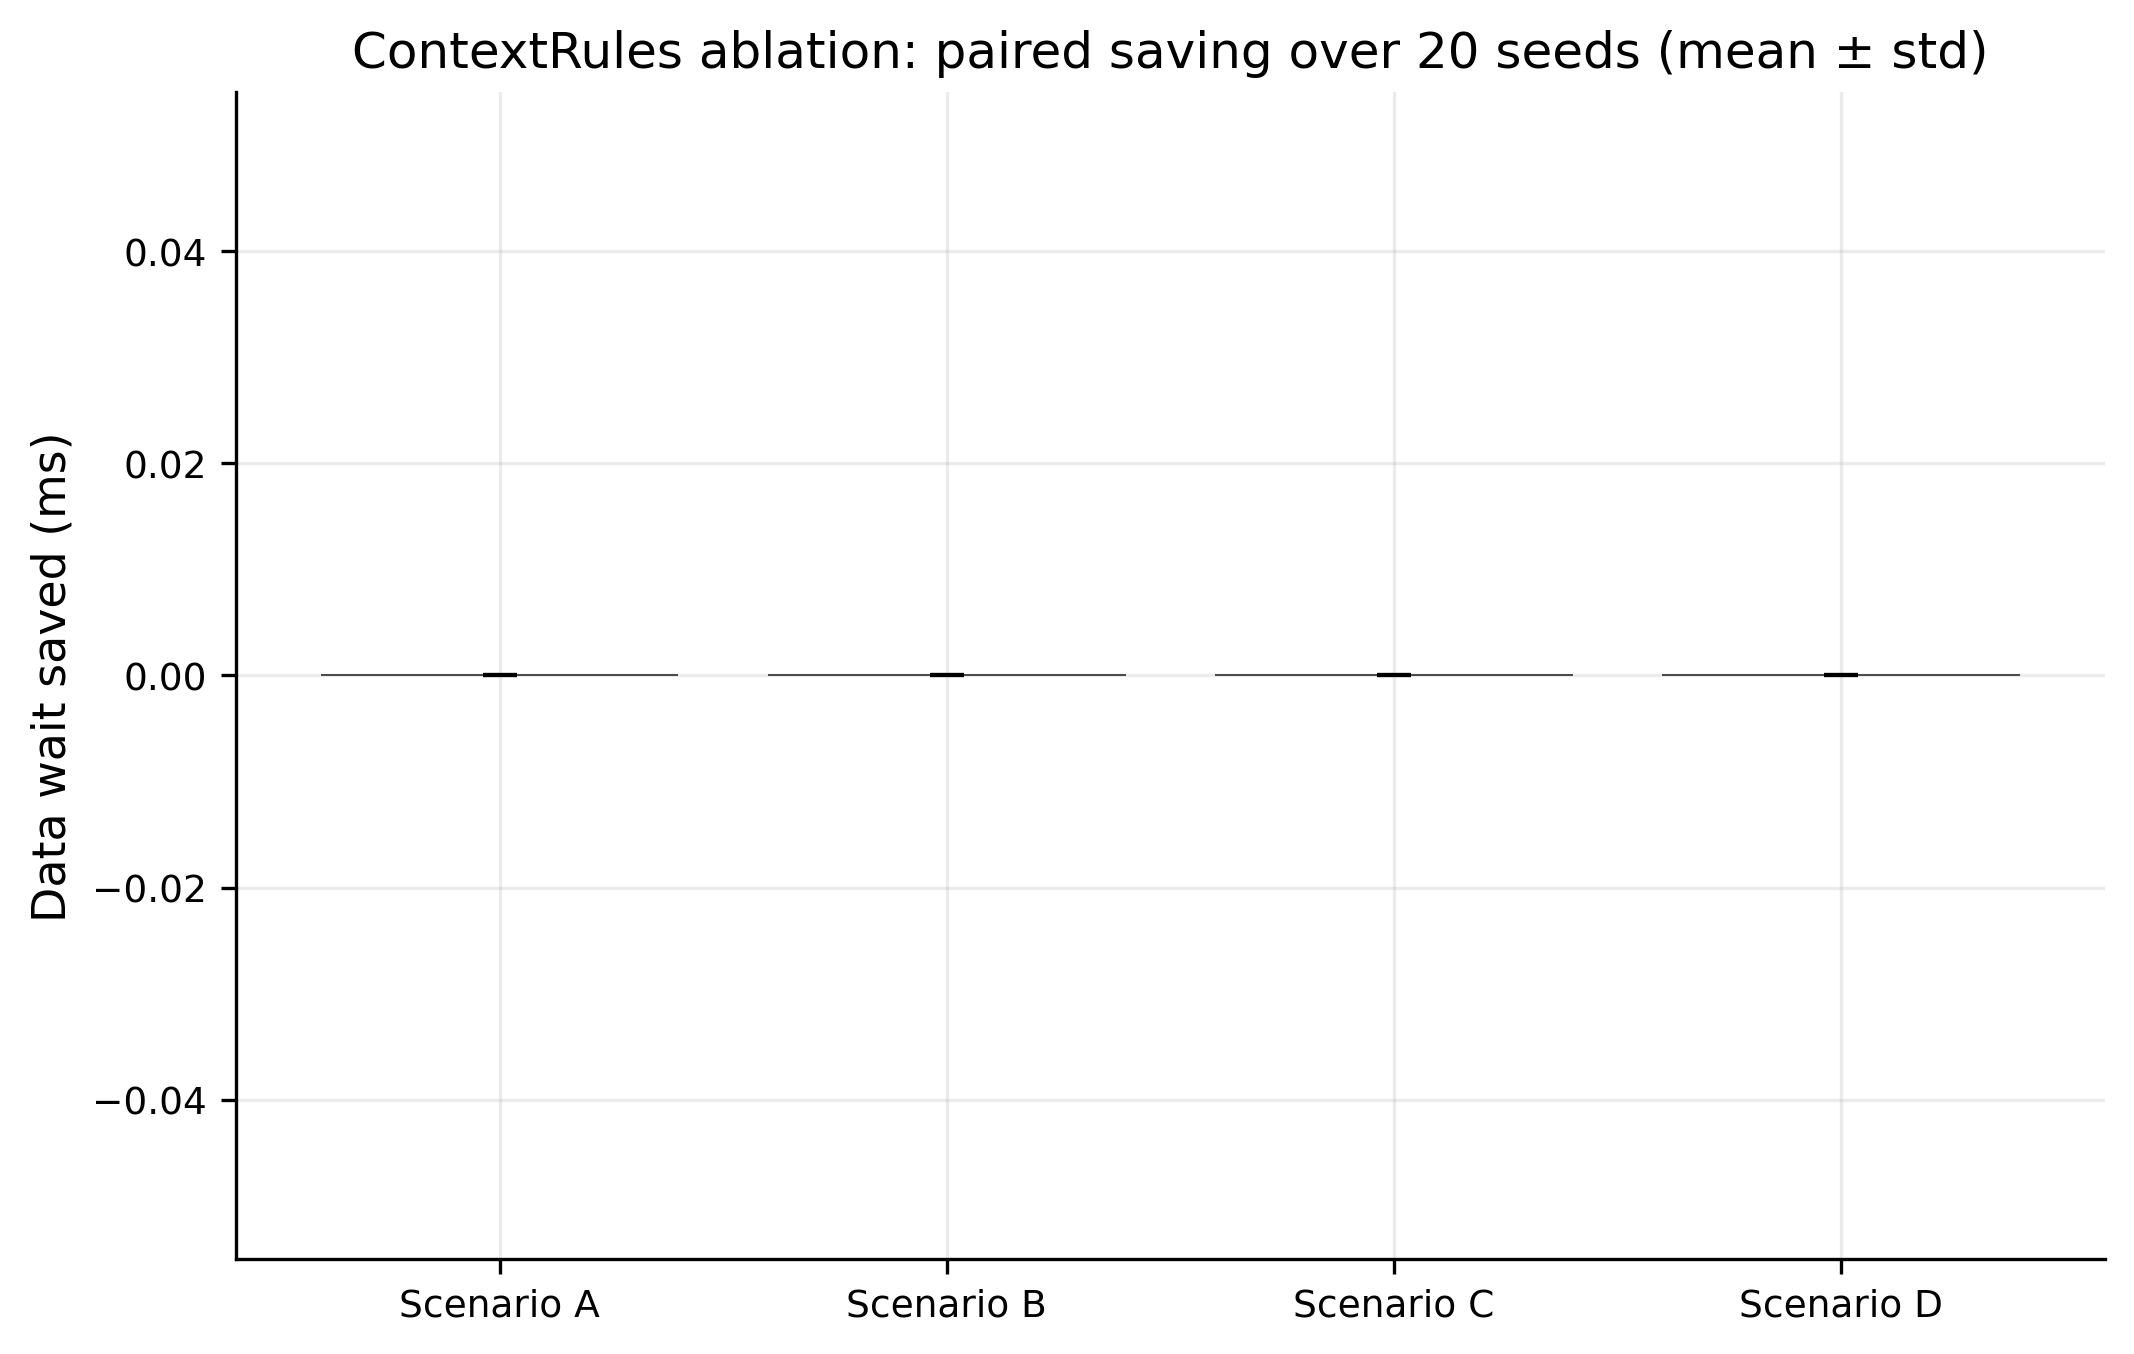 ContextRules ablation: paired saving over 20 seeds (mean ± std)
Data wait saved (ms)
0.04
0.02
0.00
−0.02
−0.04
Scenario A
Scenario B
Scenario C
Scenario D